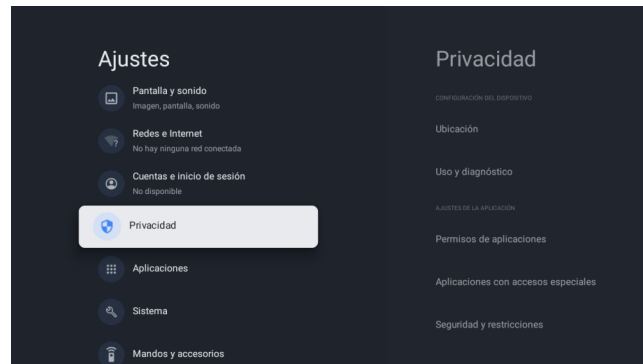 Ajustes
Pantalla y sonido
Imagen, pantalla, sonido
Redes e Internet
No hay ninguna red conectada
Cuentas e inicio de sesión
No disponible
Privacidad
Aplicaciones
Sistema
Mandos y accesorios
Privacidad
CONFIGURACIÓN DEL DISPOSITIVO
Ubicación
Uso y diagnóstico
AJUSTES DE LA APLICACIÓN
Permisos de aplicaciones
Aplicaciones con accesos especiales
Seguridad y restricciones